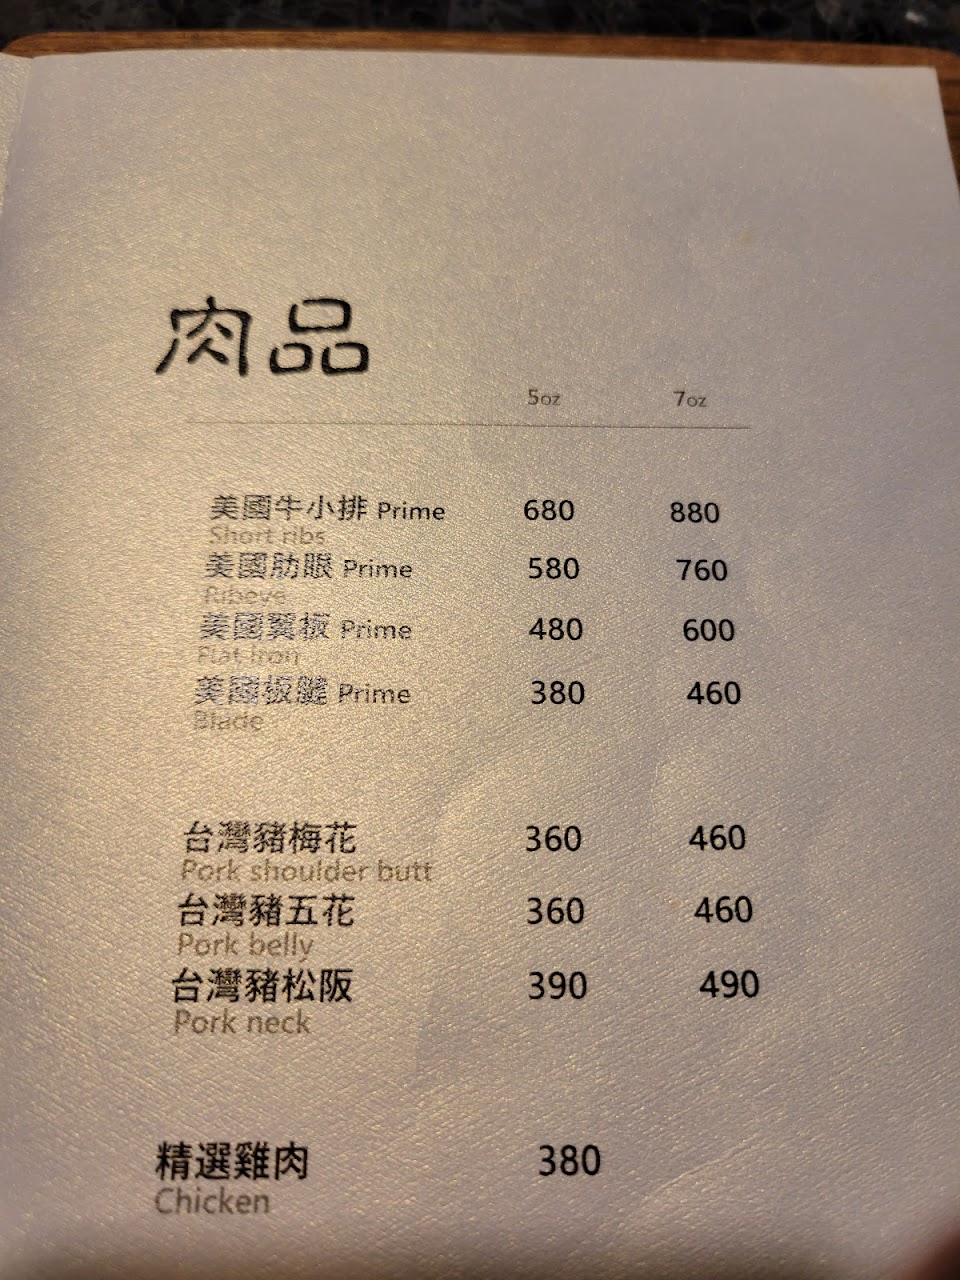 肉品
5oz 7oz
美國牛小排 Prime 680 880
Short ribs
美國肋眼 Prime 580 760
Ribeye
美國翼板 Prime 480 600
Flat Iron
美國板腱 Prime 380 460
Blade
台灣豬梅花 360 460
Pork shoulder butt
台灣豬五花 360 460
Pork belly
台灣豬松阪 390 490
Pork neck
精選雞肉 380
Chicken